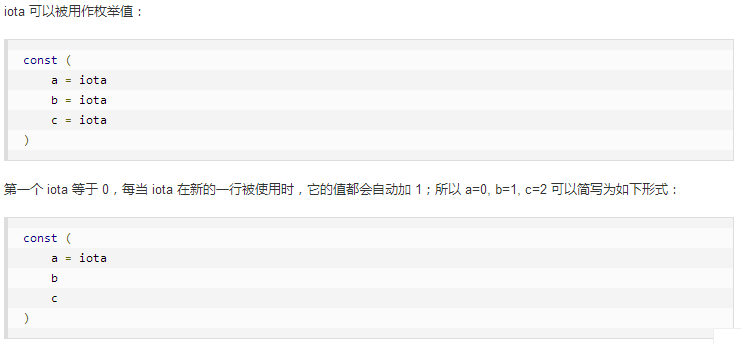 iota 可以被用作枚举值：
const (
    a = iota
    b = iota
    c = iota
)
第一个 iota 等于 0，每当 iota 在新的一行被使用时，它的值都会自动加 1；所以 a=0, b=1, c=2 可以简写为如下形式：
const (
    a = iota
    b
    c
)